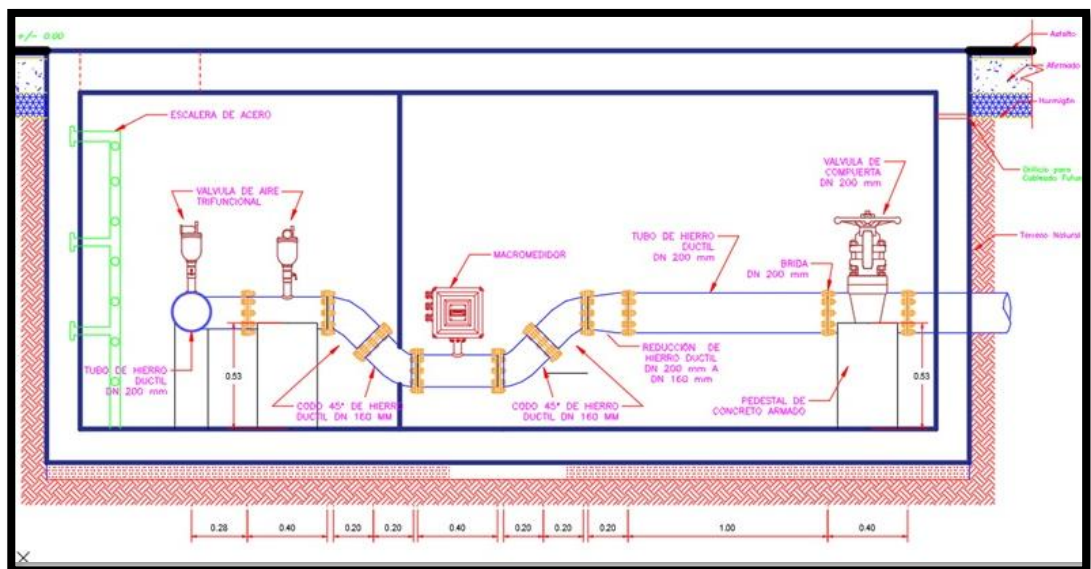 +/- 0.00
Asfalto
Afirmado
Hormigón
ESCALERA DE ACERO
VALVULA DE
COMPUERTA
DN 200 mm
Orificio para
Cableado Futur
VALVULA DE AIRE
TRIFUNCIONAL
TUBO DE HIERRO
DUCTIL
DN 200 mm
Terreno Natural
MACROMEDIDOR
BRIDA
DN 200 mm
REDUCCIÓN DE
HIERRO DUCTIL
DN 200 mm A
DN 160 mm
TUBO DE HIERRO
DUCTIL
DN 200 mm
0.53
0.53
CODO 45° DE HIERRO
DUCTIL DN 160 MM
CODO 45° DE HIERRO
DUCTIL DN 160 MM
PEDESTAL DE
CONCRETO ARMADO
0.28 0.40 0.20 0.20 0.40 0.20 0.20 0.20 1.00 0.40
X